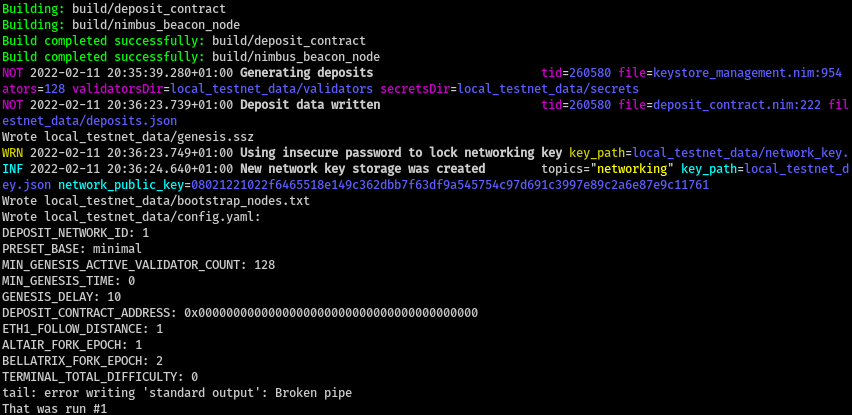 Building: build/deposit_contract
Building: build/nimbus_beacon_node
Build completed successfully: build/deposit_contract
Build completed successfully: build/nimbus_beacon_node
NOT 2022-02-11 20:35:39.280+01:00 Generating deposits tid=260580 file=keystore_management.nim:954
ators=128 validatorsDir=local_testnet_data/validators secretsDir=local_testnet_data/secrets
NOT 2022-02-11 20:36:23.739+01:00 Deposit data written tid=260580 file=deposit_contract.nim:222 fil
estnet_data/deposits.json
Wrote local_testnet_data/genesis.ssz
WRN 2022-02-11 20:36:23.749+01:00 Using insecure password to lock networking key key_path=local_testnet_data/network_key.
INF 2022-02-11 20:36:24.640+01:00 New network key storage was created topics="networking" key_path=local_testnet_d
ey.json network_public_key=08021221022f6465518e149c362dbb7f63df9a545754c97d691c3997e89c2a6e87e9c11761
Wrote local_testnet_data/bootstrap_nodes.txt
Wrote local_testnet_data/config.yaml:
DEPOSIT_NETWORK_ID: 1
PRESET_BASE: minimal
MIN_GENESIS_ACTIVE_VALIDATOR_COUNT: 128
MIN_GENESIS_TIME: 0
GENESIS_DELAY: 10
DEPOSIT_CONTRACT_ADDRESS: 0x0000000000000000000000000000000000000000
ETH1_FOLLOW_DISTANCE: 1
ALTAIR_FORK_EPOCH: 1
BELLATRIX_FORK_EPOCH: 2
TERMINAL_TOTAL_DIFFICULTY: 0
tail: error writing 'standard output': Broken pipe
That was run #1